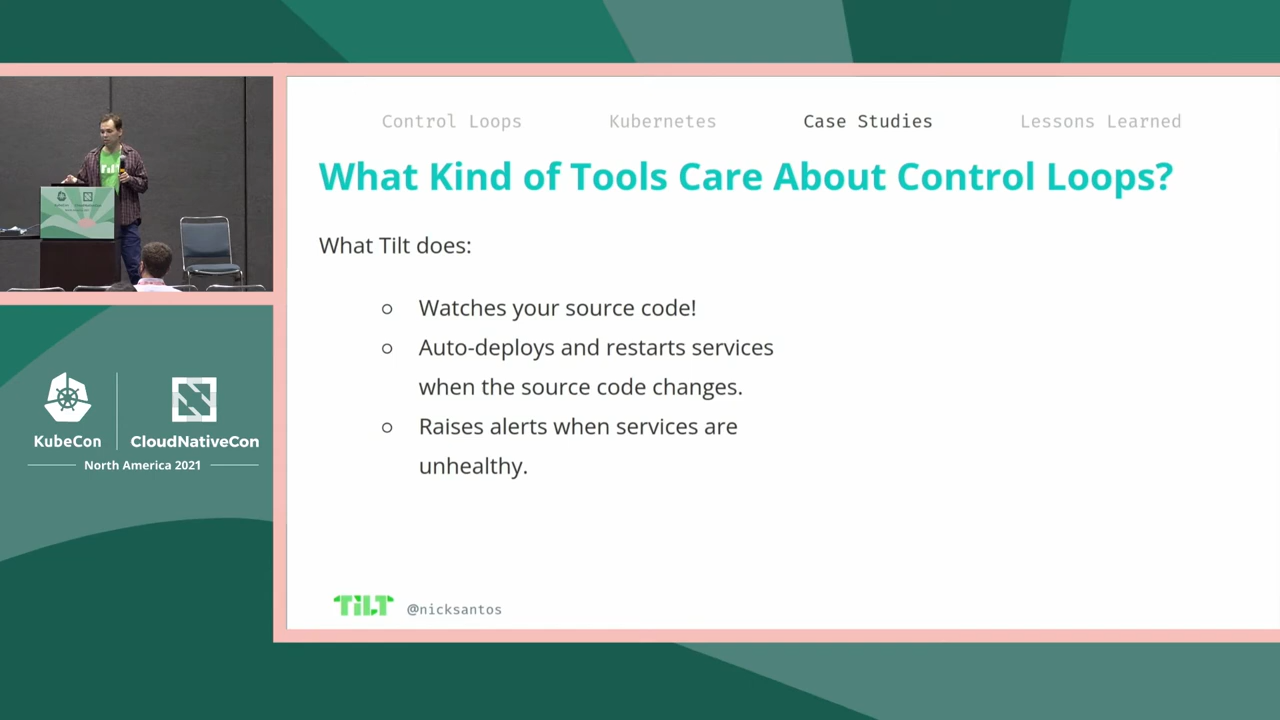 Control Loops
Kubernetes
Case Studies
Lessons Learned
What Kind of Tools Care About Control Loops?
What Tilt does:
Watches your source code!
Auto-deploys and restarts services
when the source code changes.
Raises alerts when services are
unhealthy.
TiLT
@nicksantos
KubeCon
CloudNativeCon
North America 2021